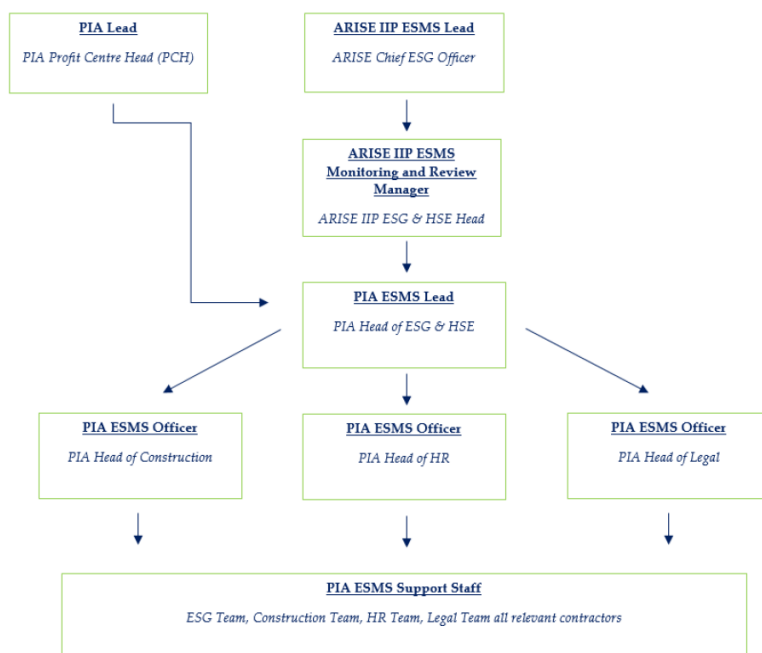 PIA Lead
PIA Profit Centre Head (PCH)
ARISE IIP ESMS Lead
ARISE Chief ESG Officer
ARISE IIP ESMS
Monitoring and Review
Manager
ARISE IIP ESG & HSE Head
PIA ESMS Lead
PIA Head of ESG & HSE
PIA ESMS Officer
PIA Head of Construction
PIA ESMS Officer
PIA Head of HR
PIA ESMS Officer
PIA Head of Legal
PIA ESMS Support Staff
ESG Team, Construction Team, HR Team, Legal Team all relevant contractors